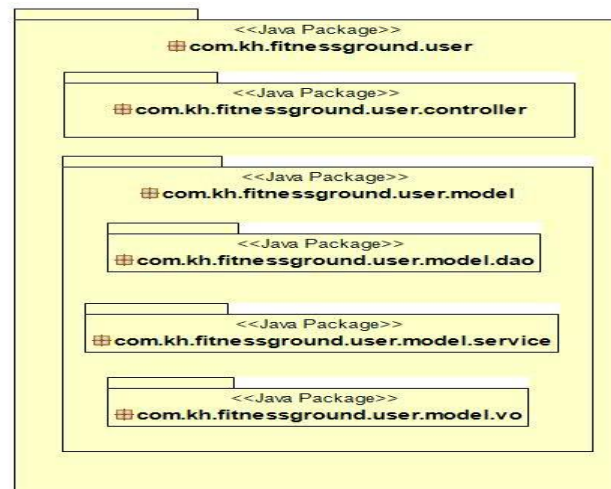 <<Java Package>>
com.kh.fitnessground.user
<<Java Package>>
com.kh.fitnessground.user.controller
<<Java Package>>
com.kh.fitnessground.user.model
<<Java Package>>
com.kh.fitnessground.user.model.dao
<<Java Package>>
com.kh.fitnessground.user.model.service
<<Java Package>>
com.kh.fitnessground.user.model.vo